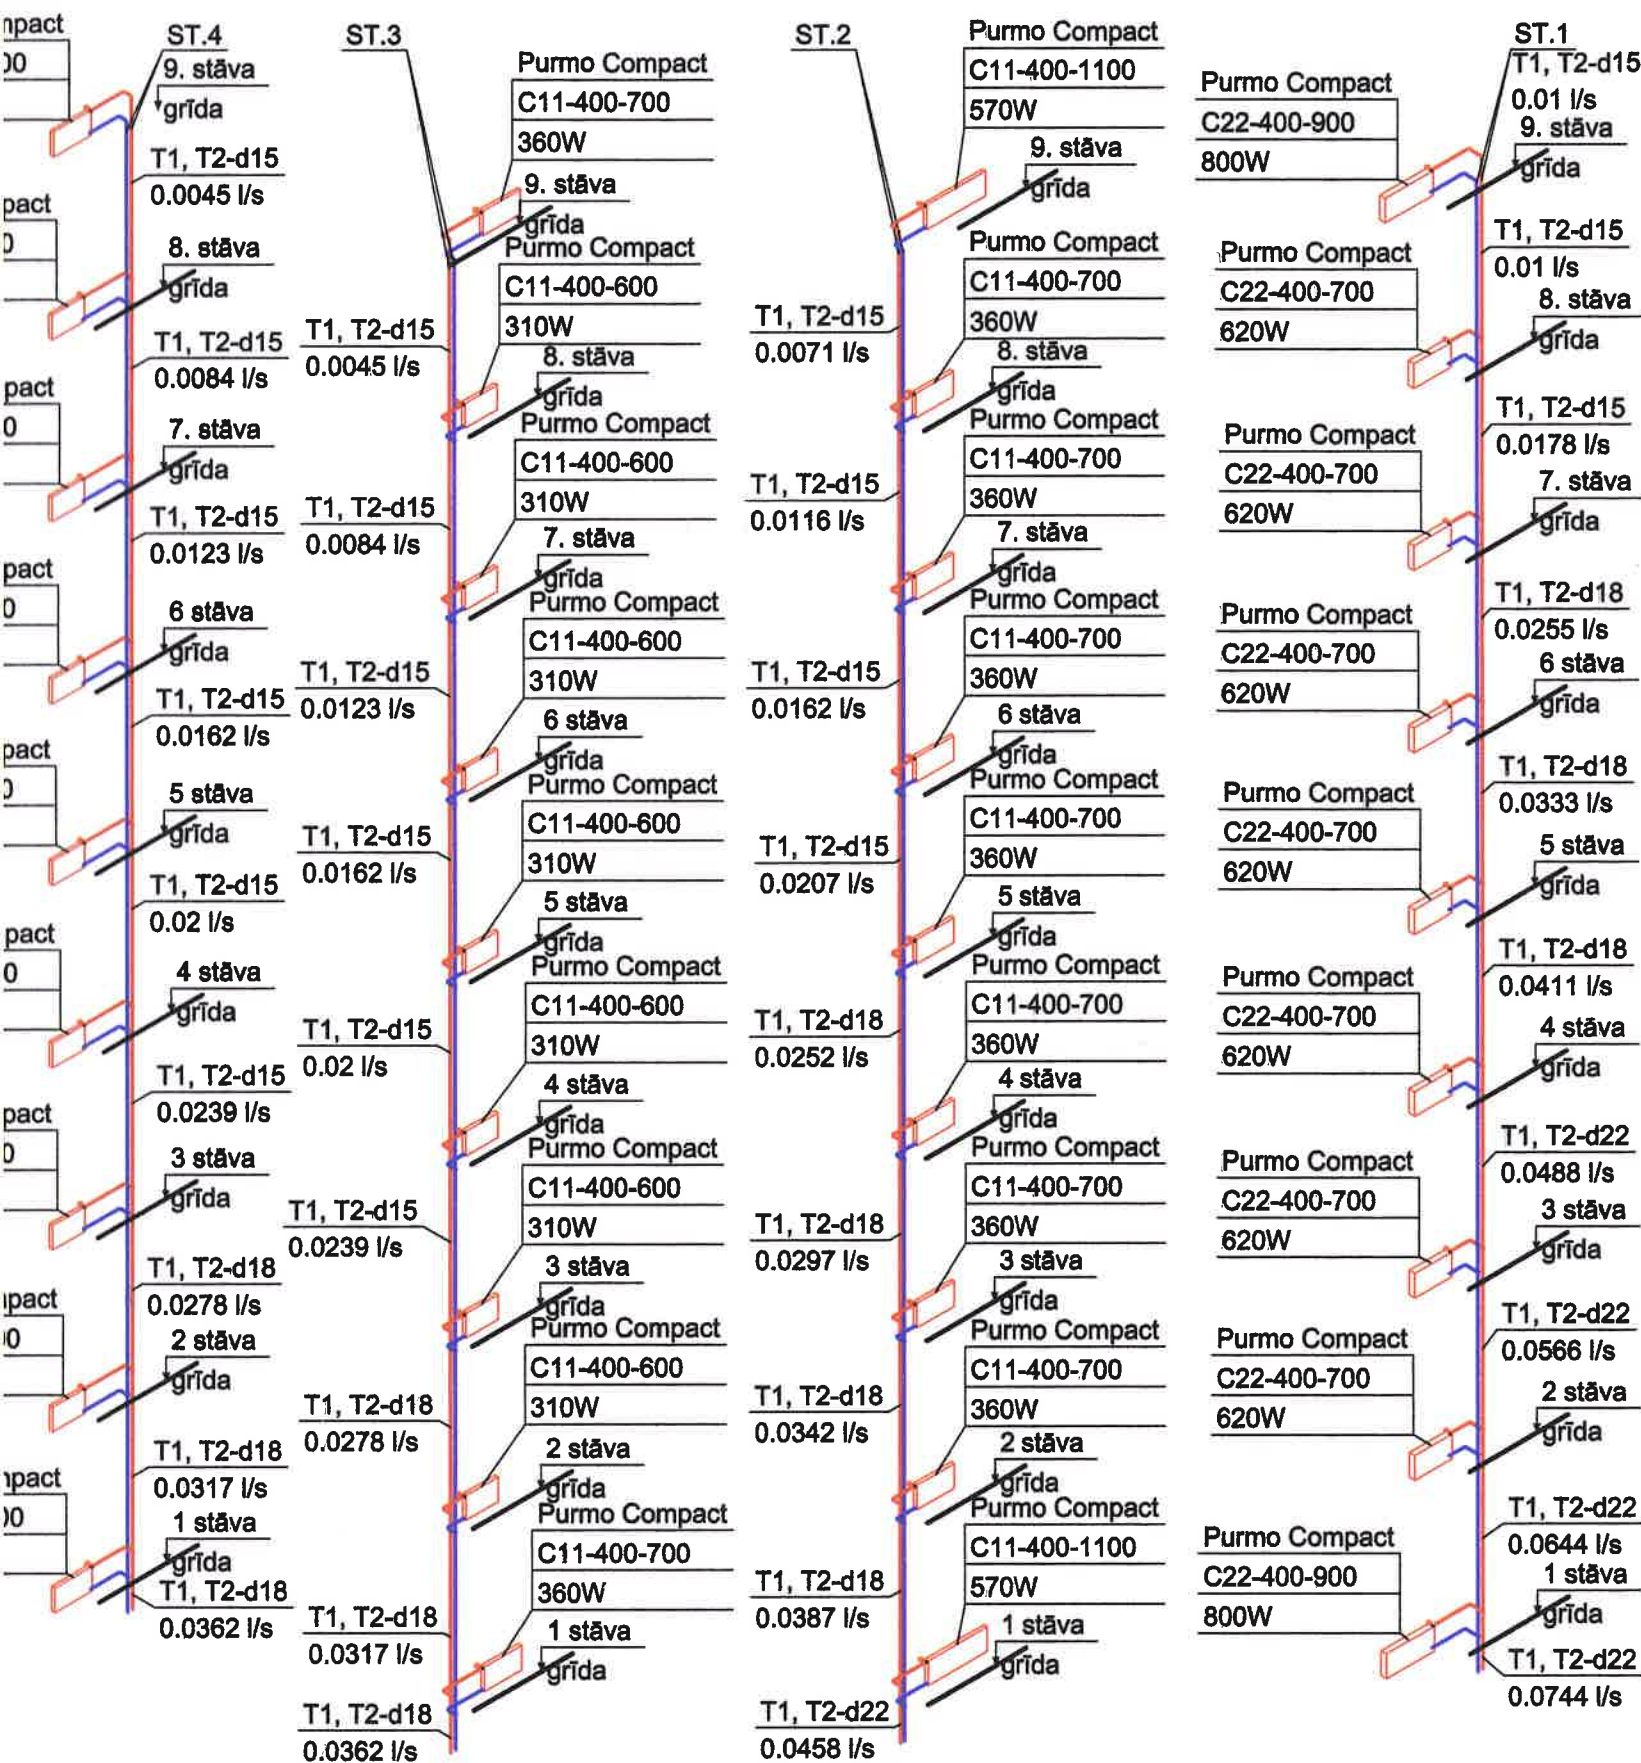 ST.4
9. stāva
grīda
T1, T2-d15
0.0045 l/s
8. stāva
grīda
T1, T2-d15
0.0084 l/s
7. stāva
grīda
T1, T2-d15
0.0123 l/s
6 stāva
grīda
T1, T2-d15
0.0162 l/s
5 stāva
grīda
T1, T2-d15
0.02 l/s
4 stāva
grīda
T1, T2-d15
0.0239 l/s
3 stāva
grīda
T1, T2-d18
0.0278 l/s
2 stāva
grīda
T1, T2-d18
0.0317 l/s
1 stāva
grīda
T1, T2-d18
0.0362 l/s
ST.3
Purmo Compact
C11-400-700
360W
9. stāva
grīda
Purmo Compact
C11-400-600
310W
T1, T2-d15
0.0045 l/s
8. stāva
grīda
Purmo Compact
C11-400-600
310W
T1, T2-d15
0.0084 l/s
7. stāva
grīda
Purmo Compact
C11-400-600
310W
T1, T2-d15
0.0123 l/s
6 stāva
grīda
Purmo Compact
C11-400-600
310W
T1, T2-d15
0.0162 l/s
5 stāva
grīda
Purmo Compact
C11-400-600
310W
T1, T2-d15
0.02 l/s
4 stāva
grīda
Purmo Compact
C11-400-600
310W
T1, T2-d15
0.0239 l/s
3 stāva
grīda
Purmo Compact
C11-400-600
310W
T1, T2-d18
0.0278 l/s
2 stāva
grīda
Purmo Compact
C11-400-700
360W
T1, T2-d18
0.0317 l/s
1 stāva
grīda
T1, T2-d18
0.0362 l/s
ST.2
Purmo Compact
C11-400-1100
570W
9. stāva
grīda
Purmo Compact
C11-400-700
360W
T1, T2-d15
0.0071 l/s
8. stāva
grīda
Purmo Compact
C11-400-700
360W
T1, T2-d15
0.0116 l/s
7. stāva
grīda
Purmo Compact
C11-400-700
360W
T1, T2-d15
0.0162 l/s
6 stāva
grīda
Purmo Compact
C11-400-700
360W
T1, T2-d15
0.0207 l/s
5 stāva
grīda
Purmo Compact
C11-400-700
360W
T1, T2-d18
0.0252 l/s
4 stāva
grīda
Purmo Compact
C11-400-700
360W
T1, T2-d18
0.0297 l/s
3 stāva
grīda
Purmo Compact
C11-400-700
360W
T1, T2-d18
0.0342 l/s
2 stāva
grīda
Purmo Compact
C11-400-1100
570W
T1, T2-d18
0.0387 l/s
1 stāva
grīda
T1, T2-d22
0.0458 l/s
ST.1
T1, T2-d15
0.01 l/s
Purmo Compact
C22-400-900
800W
9. stāva
grīda
T1, T2-d15
0.01 l/s
Purmo Compact
C22-400-700
620W
8. stāva
grīda
T1, T2-d15
0.0178 l/s
Purmo Compact
C22-400-700
620W
7. stāva
grīda
T1, T2-d18
0.0255 l/s
Purmo Compact
C22-400-700
620W
6 stāva
grīda
T1, T2-d18
0.0333 l/s
Purmo Compact
C22-400-700
620W
5 stāva
grīda
T1, T2-d18
0.0411 l/s
Purmo Compact
C22-400-700
620W
4 stāva
grīda
T1, T2-d22
0.0488 l/s
Purmo Compact
C22-400-700
620W
3 stāva
grīda
T1, T2-d22
0.0566 l/s
Purmo Compact
C22-400-700
620W
2 stāva
grīda
T1, T2-d22
0.0644 l/s
Purmo Compact
C22-400-900
800W
1 stāva
grīda
T1, T2-d22
0.0744 l/s